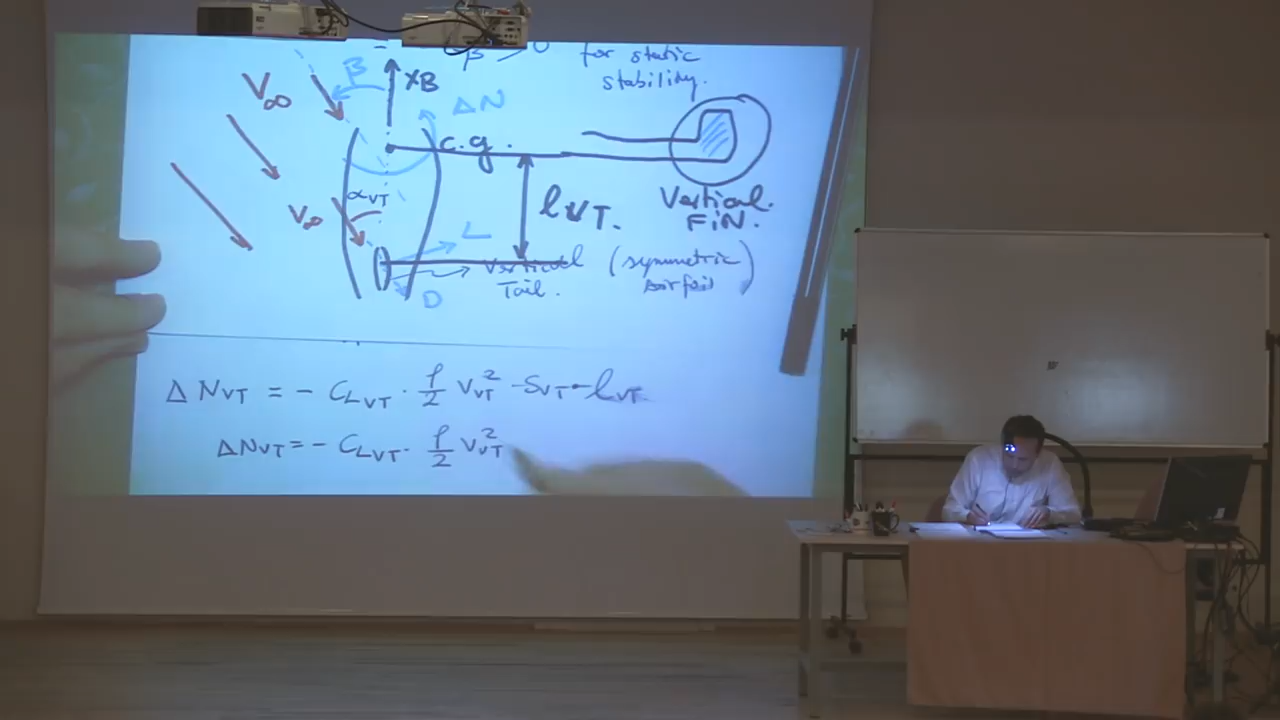 β > 0 for static
stability.
β
XB
V∞
ΔN
c.g.
αVT
V∞
lVT.
Vertical.
FiN.
L
Vertical
Tail.
(symmetric
airfoil)
D
Δ NVT = - CLVT · ρ/2 VVT² · SVT · lVT
ΔNVT = - CLVT · ρ/2 VVT²